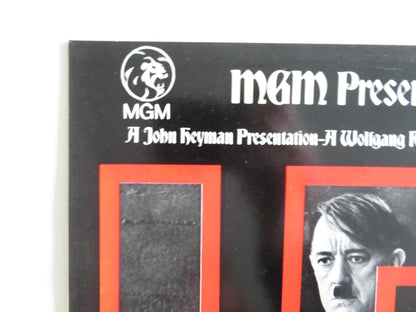 MGM
MGM Presen
A John Heyman Presentation-A Wolfgang R